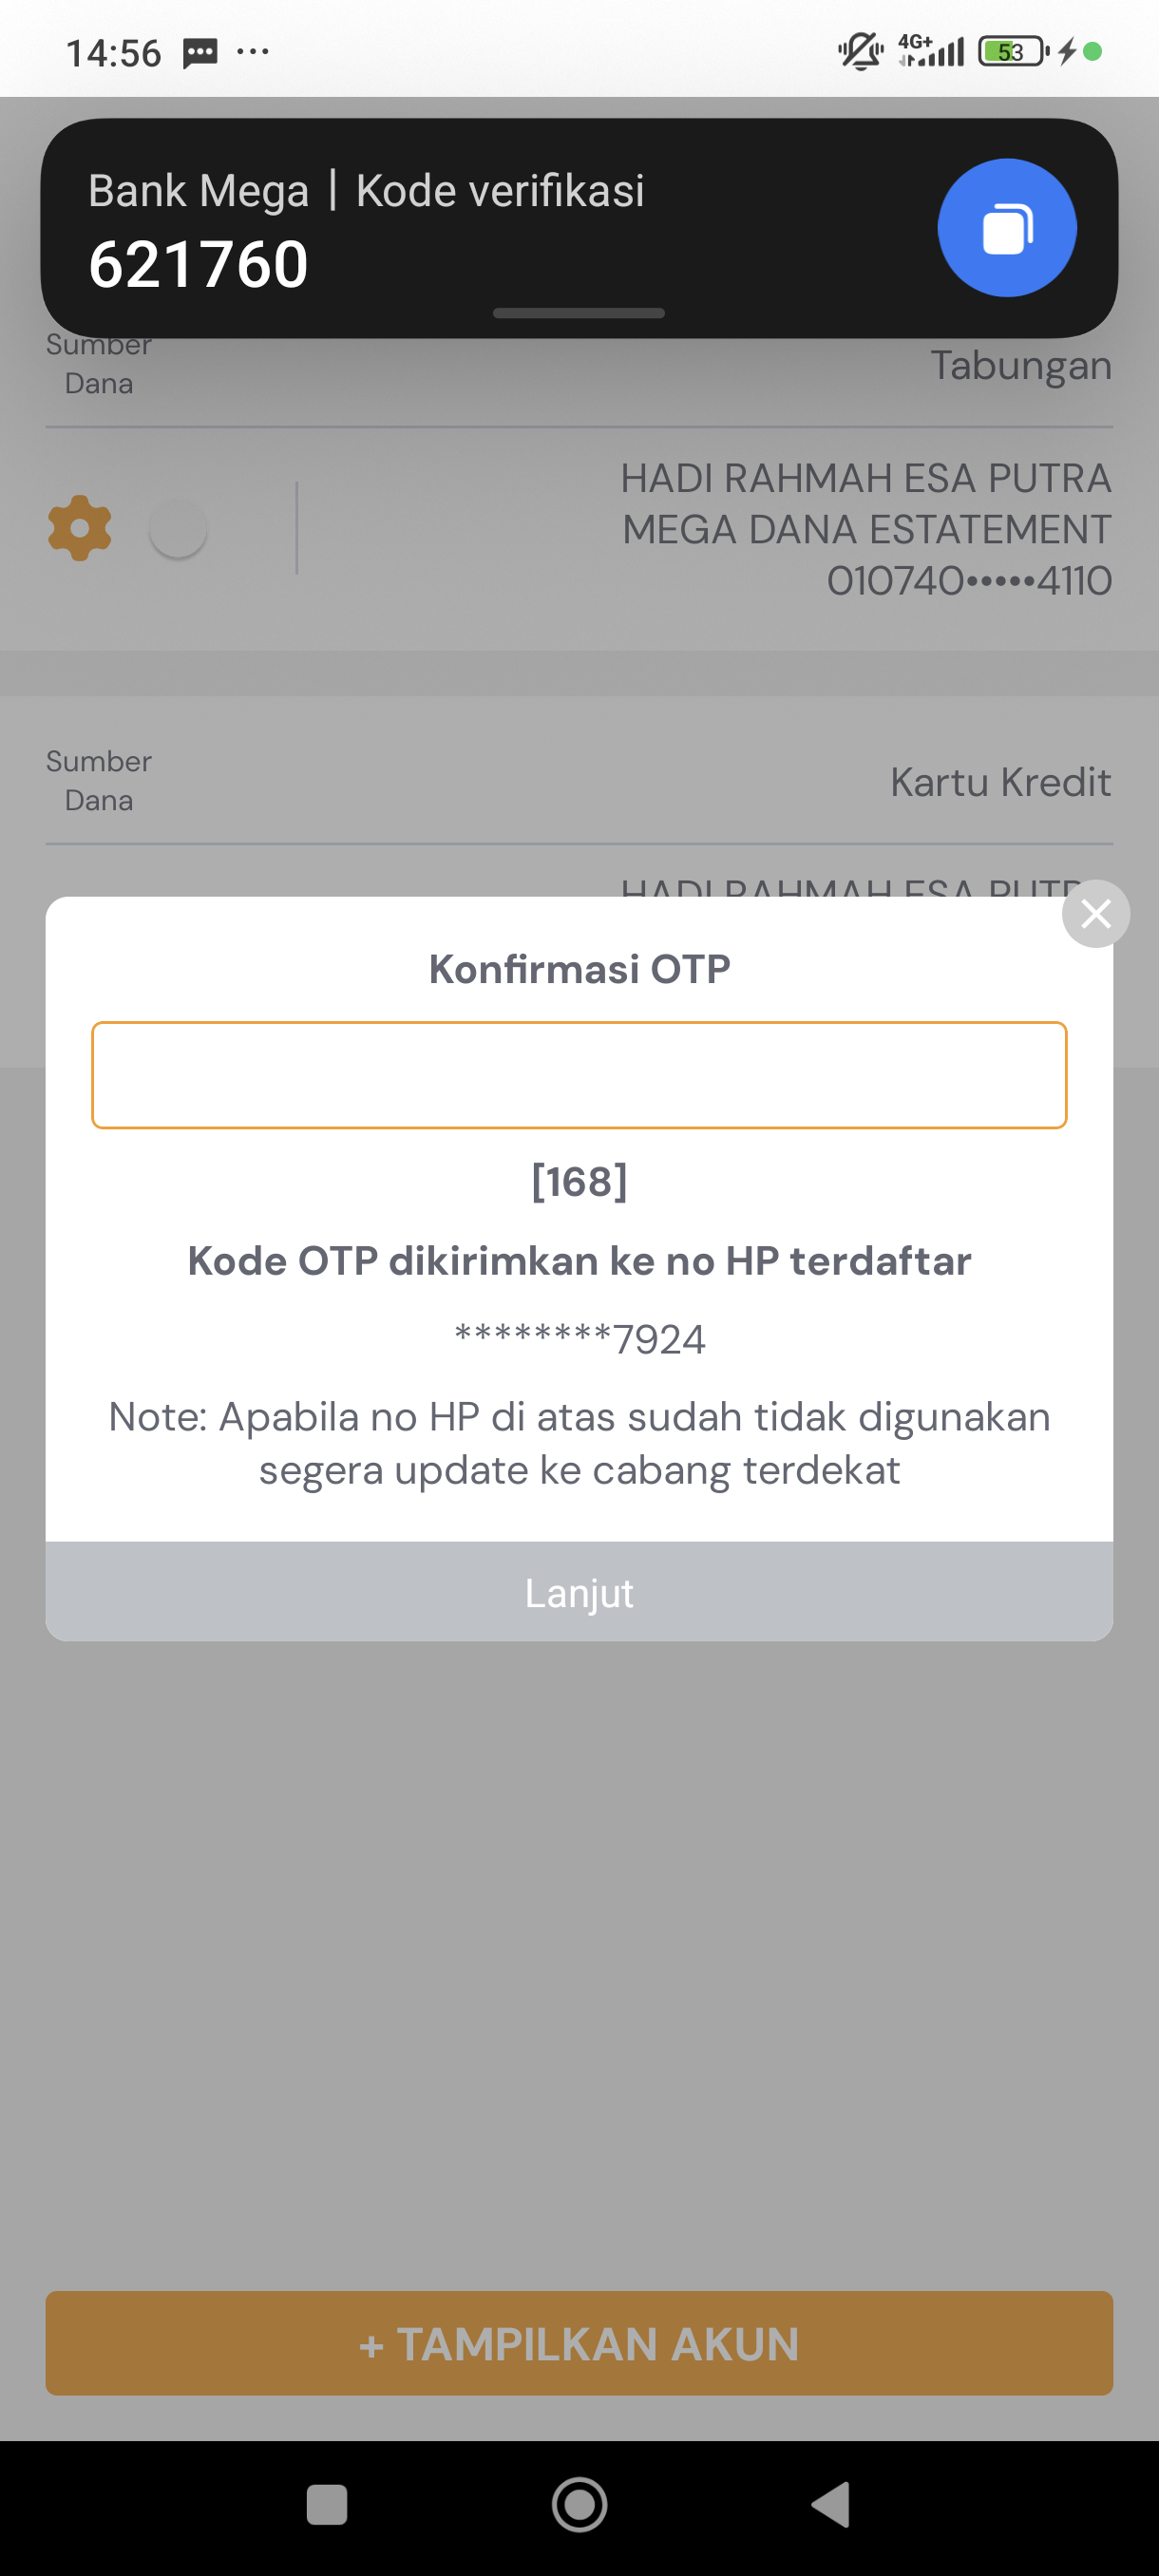 14:56
4G+
53
Bank Mega | Kode verifikasi
621760
Sumber
Dana
Tabungan
HADI RAHMAH ESA PUTRA
MEGA DANA ESTATEMENT
010740•••••4110
Sumber
Dana
Kartu Kredit
HADI RAHMAH ESA PUTR
Konfirmasi OTP
[168]
Kode OTP dikirimkan ke no HP terdaftar
********7924
Note: Apabila no HP di atas sudah tidak digunakan
segera update ke cabang terdekat
Lanjut
+ TAMPILKAN AKUN